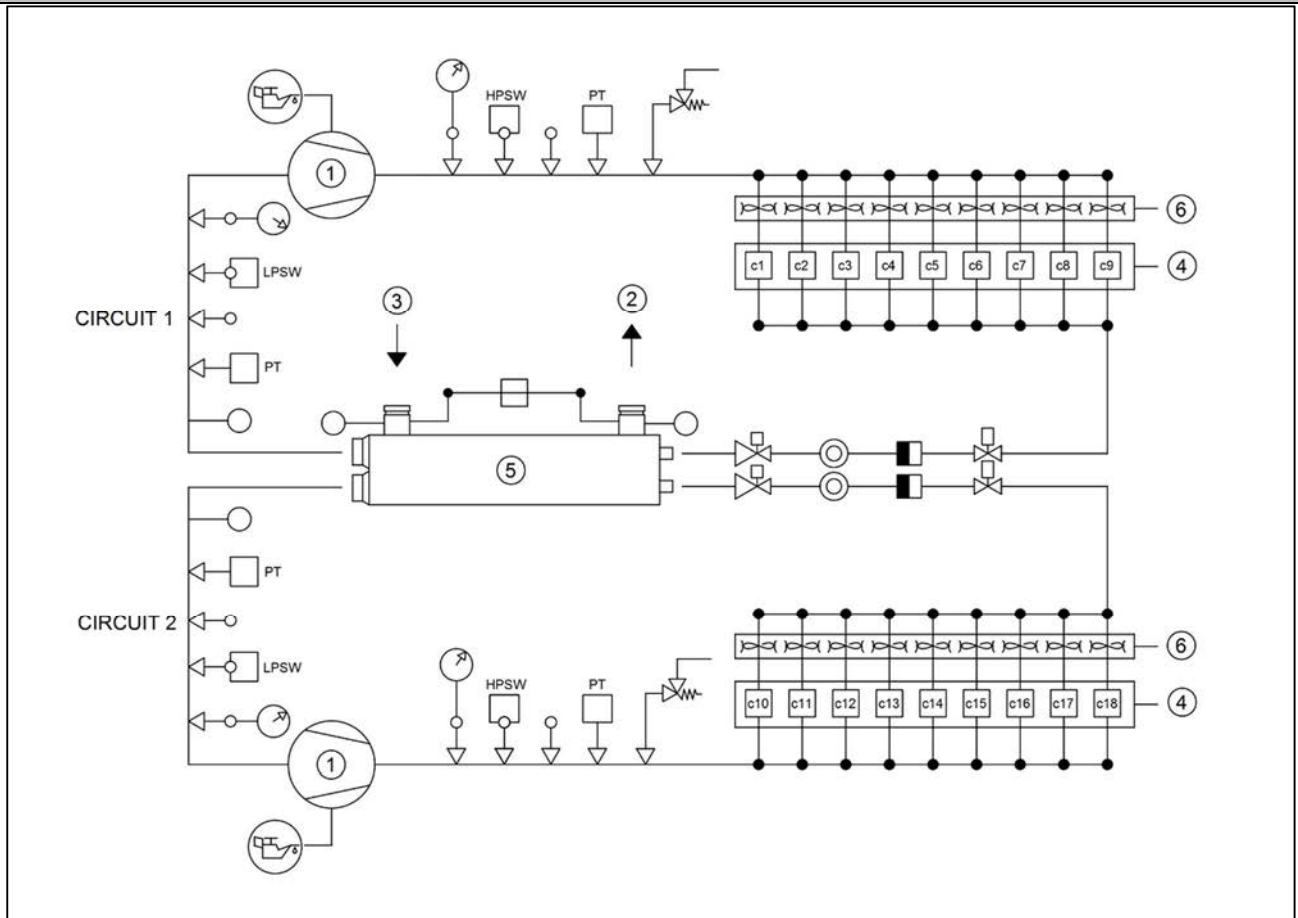 HPSW PT
1
6
LPSW
c1 c2 c3 c4 c5 c6 c7 c8 c9 4
3 2
CIRCUIT 1
PT
5
PT
CIRCUIT 2
6
LPSW
HPSW PT
c10 c11 c12 c13 c14 c15 c16 c17 c18 4
1